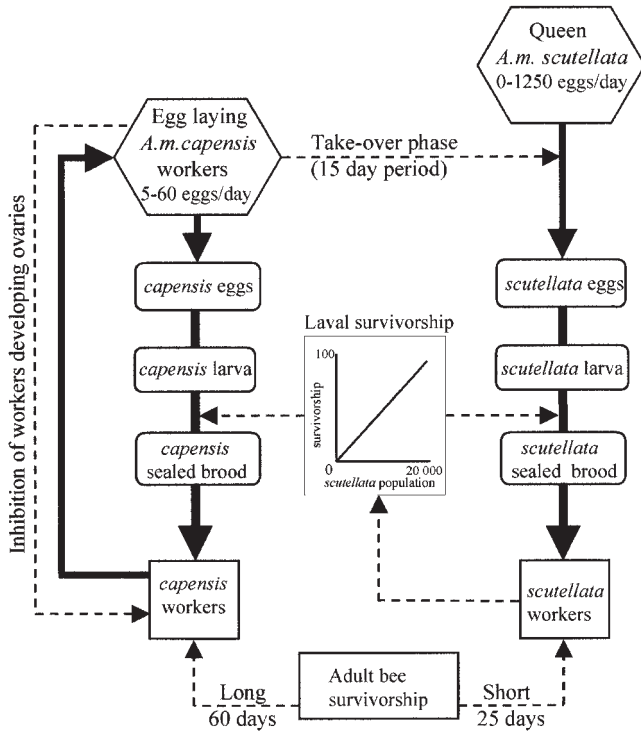 Queen
A.m. scutellata
0-1250 eggs/day
Egg laying
A.m.capensis
workers
5-60 eggs/day
Take-over phase
(15 day period)
Inhibition of workers developing ovaries
capensis eggs
scutellata eggs
Laval survivorship
100
survivorship
0
20 000
scutellata population
capensis larva
scutellata larva
capensis
sealed brood
scutellata
sealed brood
capensis
workers
scutellata
workers
Adult bee
survivorship
Long
60 days
Short
25 days